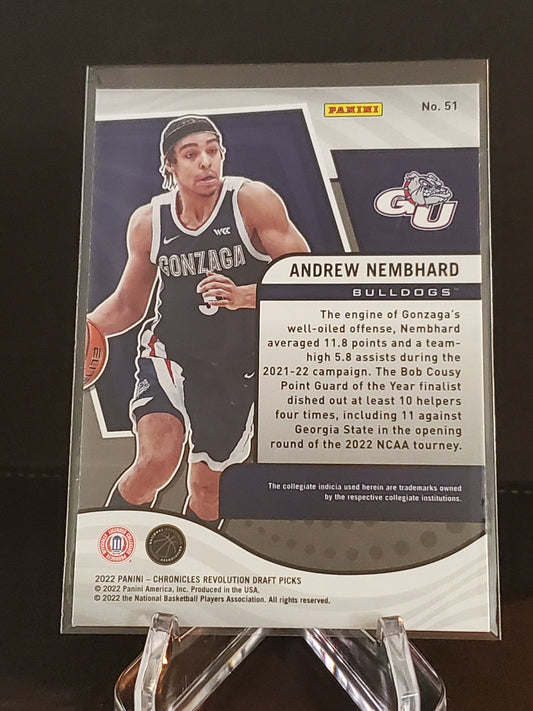 PANINI
No. 51
GU
WCC
GONZAGA
3
ANDREW NEMBHARD
BULLDOGS™
The engine of Gonzaga's
well-oiled offense, Nembhard
averaged 11.8 points and a team-
high 5.8 assists during the
2021-22 campaign. The Bob Cousy
Point Guard of the Year finalist
dished out at least 10 helpers
four times, including 11 against
Georgia State in the opening
round of the 2022 NCAA tourney.
The collegiate indicia used herein are trademarks owned
by the respective collegiate institutions.
2022 PANINI – CHRONICLES REVOLUTION DRAFT PICKS
© 2022 Panini America, Inc. Produced in the USA.
© 2022 the National Basketball Players Association. All rights reserved.